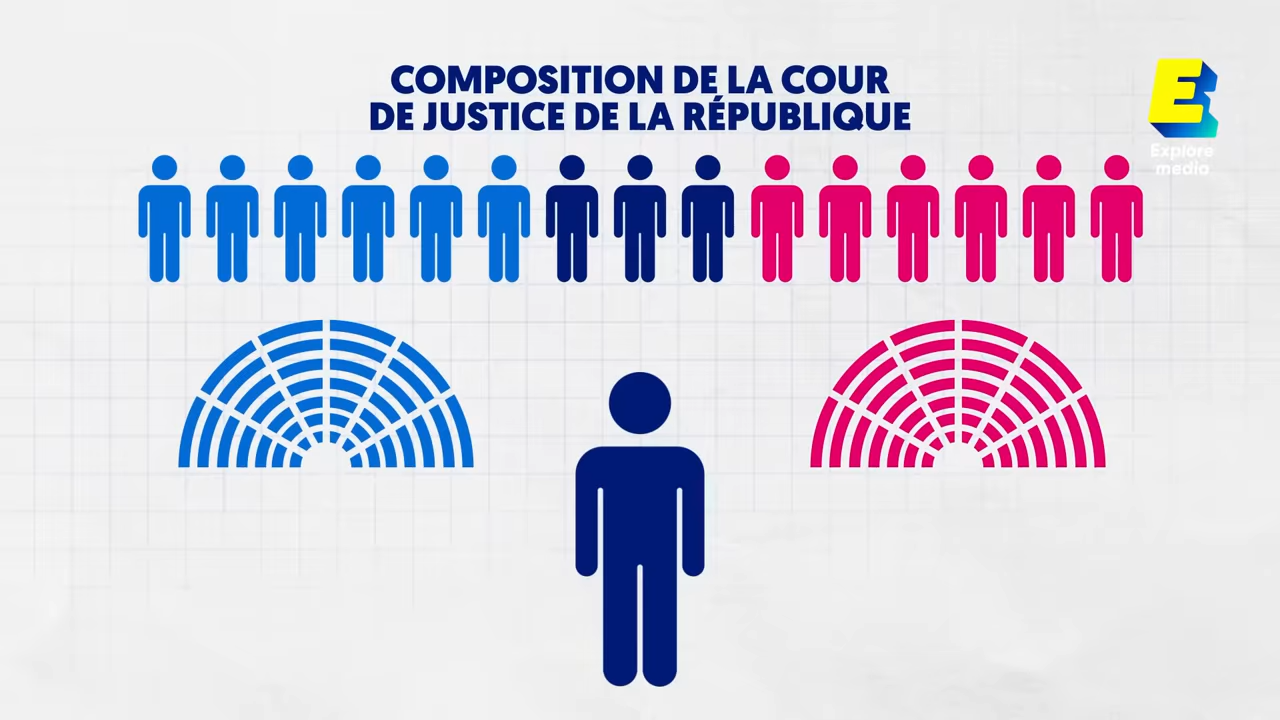 COMPOSITION DE LA COUR
DE JUSTICE DE LA RÉPUBLIQUE
E
Explore
media